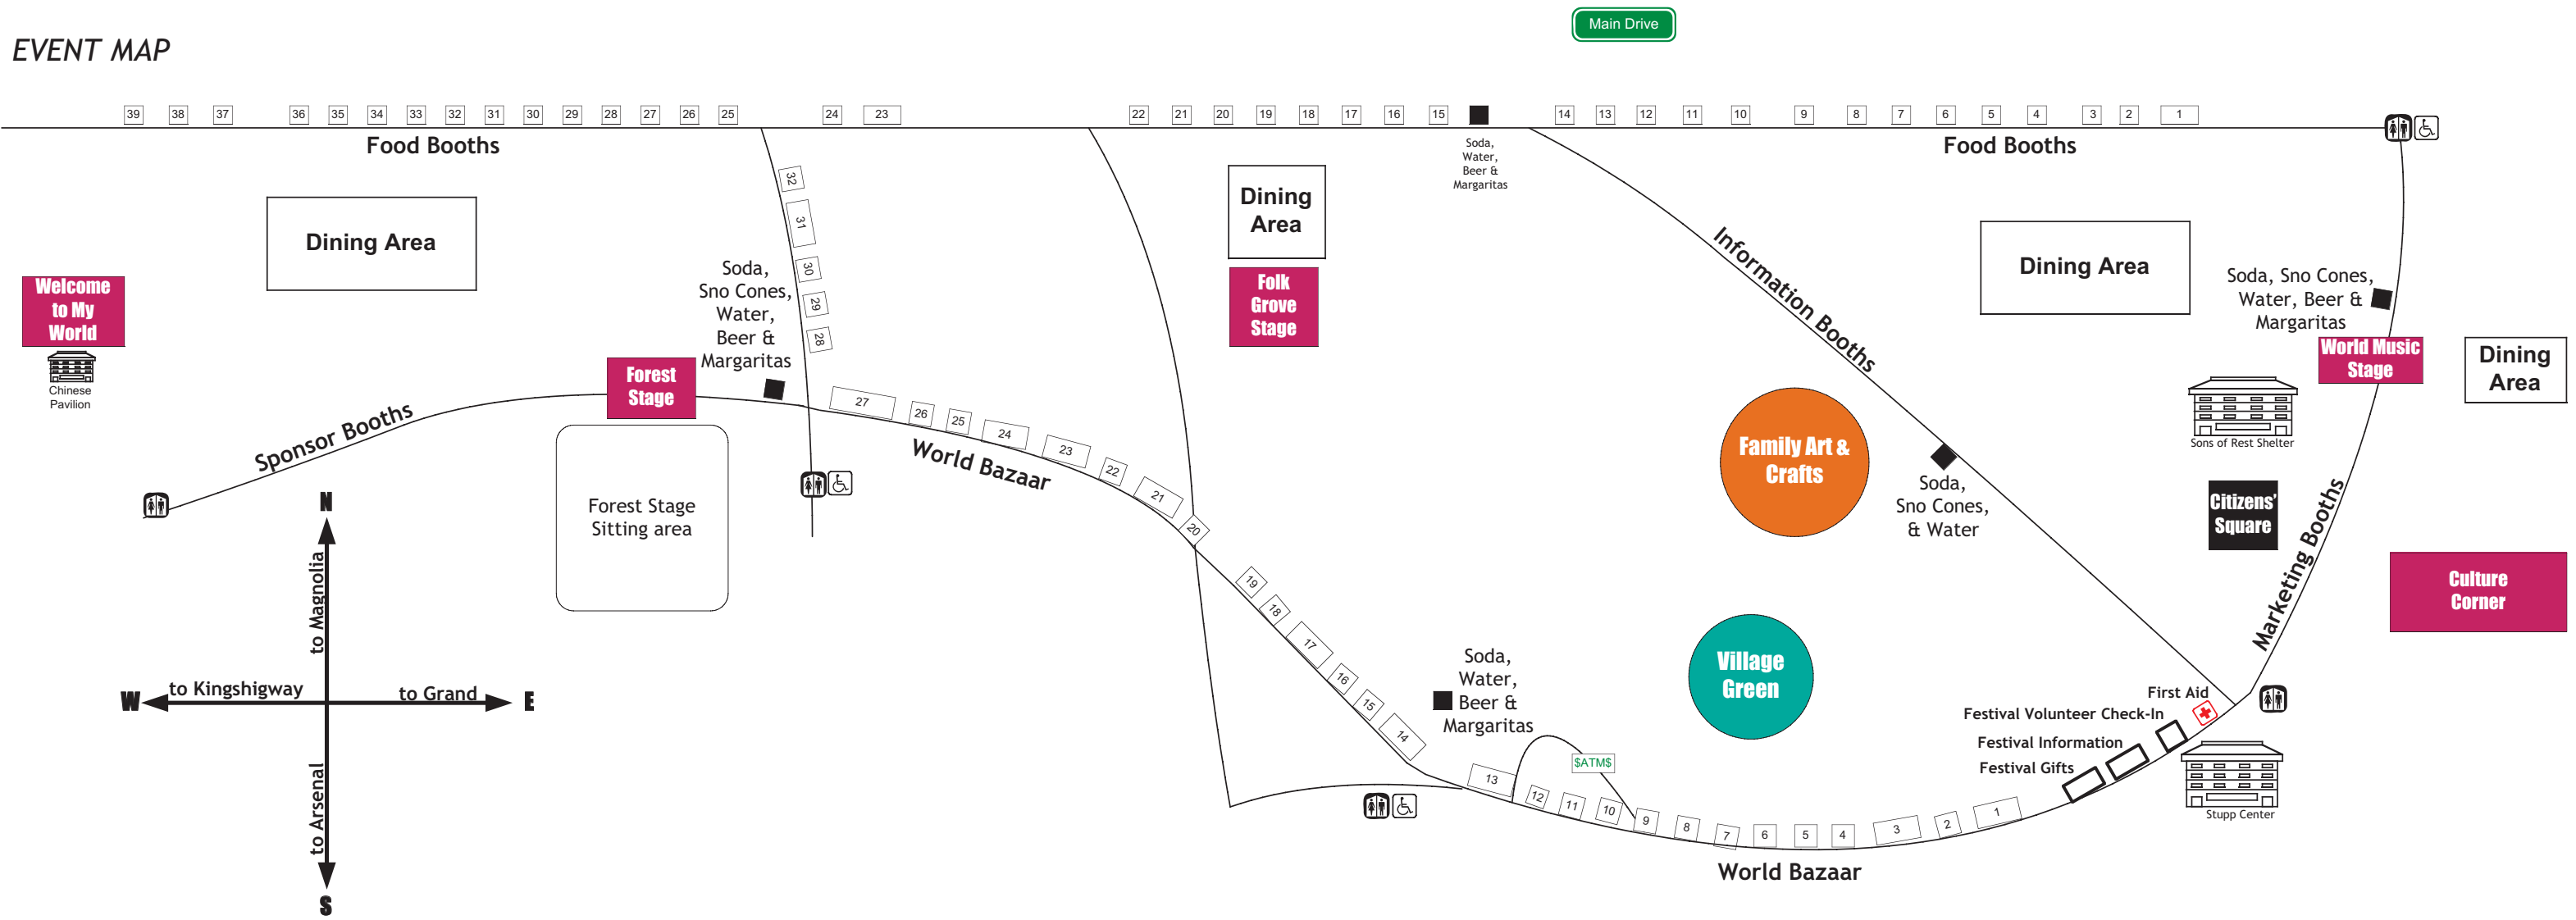 Main Drive
EVENT MAP
39 38 37 36 35 34 33 32 31 30 29 28 27 26 25 24 23 22 21 20 19 18 17 16 15 14 13 12 11 10 9 8 7 6 5 4 3 2 1
Food Booths
Food Booths
Soda,
Water,
Beer &
Margaritas
Dining Area
Welcome
to My
World
Chinese
Pavilion
32
31
30
29
28
Soda,
Sno Cones,
Water,
Beer &
Margaritas
Forest
Stage
Sponsor Booths
Forest Stage
Sitting area
Dining
Area
Folk
Grove
Stage
Information Booths
Dining Area
Soda, Sno Cones,
Water, Beer &
Margaritas
World Music
Stage
Dining
Area
Sons of Rest Shelter
Citizens'
Square
Marketing Booths
Culture
Corner
Family Art &
Crafts
Soda,
Sno Cones,
& Water
Village
Green
27 26 25 24 23 22 21 20
World Bazaar
19
18
17
16
15
14
Soda,
Water,
Beer &
Margaritas
$ATM$
13 12 11 10 9 8 7 6 5 4 3 2 1
World Bazaar
First Aid
Festival Volunteer Check-In
Festival Information
Festival Gifts
Stupp Center
N
to Magnolia
W
to Kingshigway
to Grand
E
to Arsenal
S